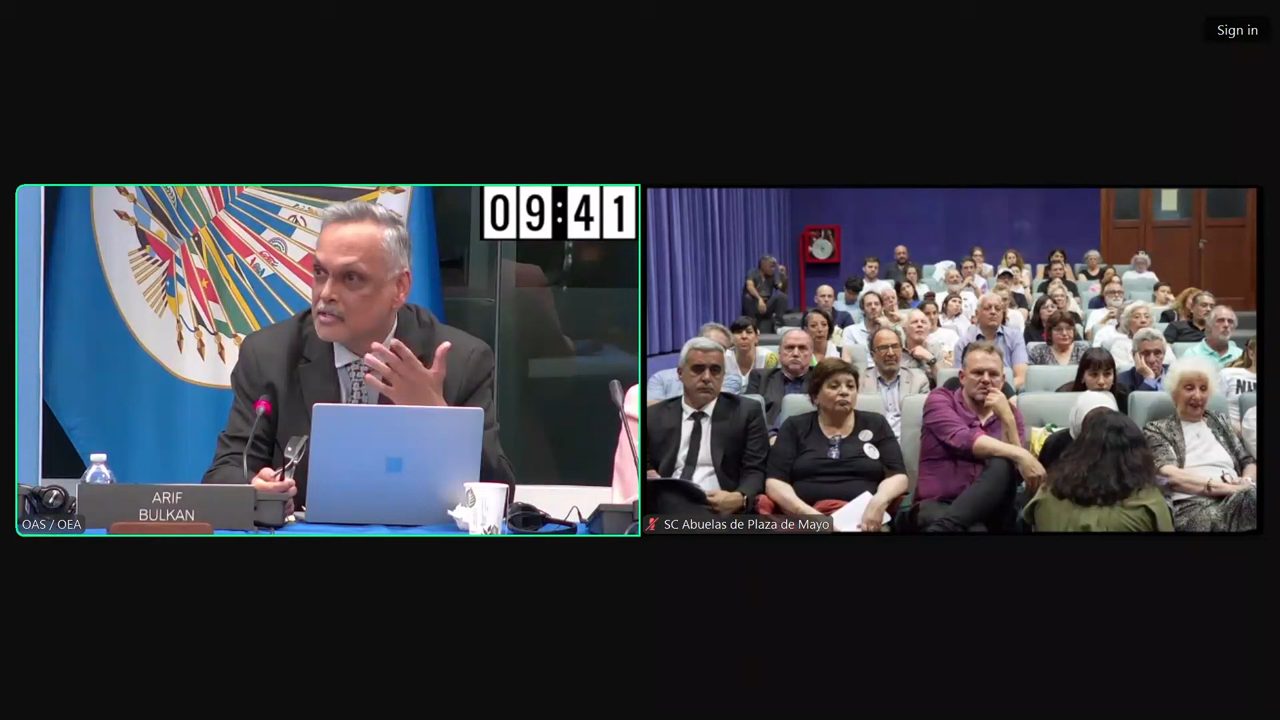 Sign in
09:41
ARIF
BULKAN
OAS / OEA
SC Abuelas de Plaza de Mayo